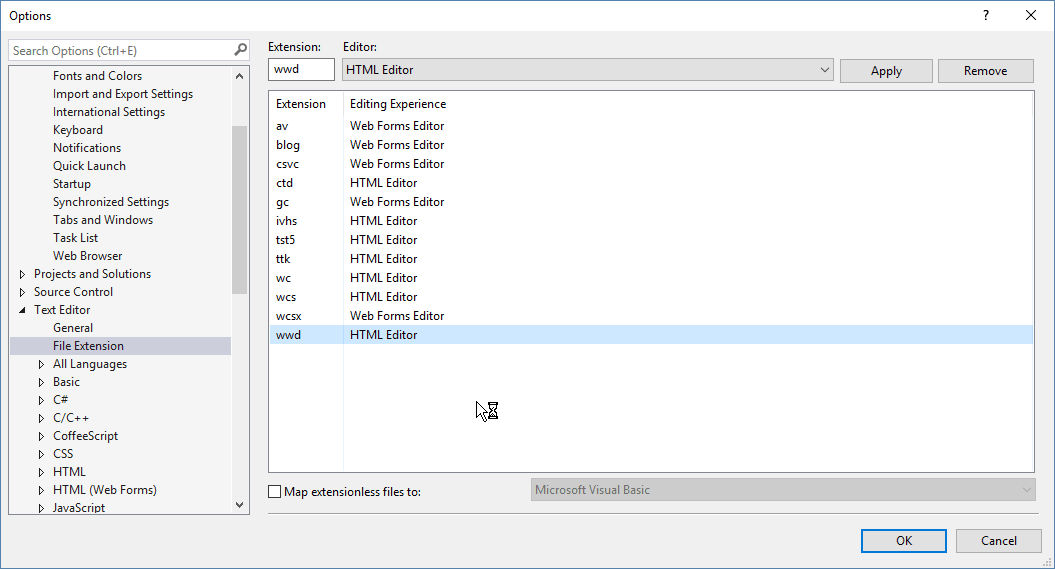 Options
?
Search Options (Ctrl+E)
Fonts and Colors
Import and Export Settings
International Settings
Keyboard
Notifications
Quick Launch
Startup
Synchronized Settings
Tabs and Windows
Task List
Web Browser
Projects and Solutions
Source Control
Text Editor
General
File Extension
All Languages
Basic
C#
C/C++
CoffeeScript
CSS
HTML
HTML (Web Forms)
JavaScript
Extension: Editor:
wwd HTML Editor Apply Remove
Extension Editing Experience
av Web Forms Editor
blog Web Forms Editor
csvc Web Forms Editor
ctd HTML Editor
gc Web Forms Editor
ivhs HTML Editor
tst5 HTML Editor
ttk HTML Editor
wc HTML Editor
wcs HTML Editor
wcsx Web Forms Editor
wwd HTML Editor
Map extensionless files to: Microsoft Visual Basic
OK Cancel